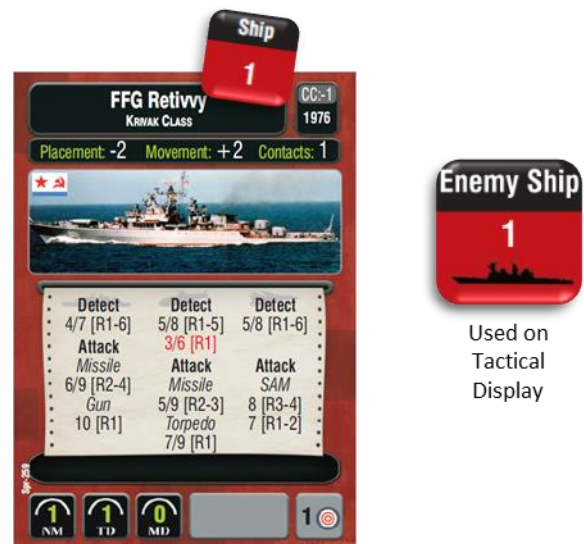 Ship
1
FFG Retivvy
KRIVAK CLASS
CC:-1
1976
Placement: -2 Movement: +2 Contacts: 1
Detect Detect Detect
4/7 [R1-6] 5/8 [R1-5] 5/8 [R1-6]
3/6 [R1]
Attack Attack Attack
Missile Missile SAM
6/9 [R2-4] 5/9 [R2-3] 8 [R3-4]
Gun Torpedo 7 [R1-2]
10 [R1] 7/9 [R1]
Spr-259
1 1 0 1
NM TD MD
Enemy Ship
1
Used on
Tactical
Display